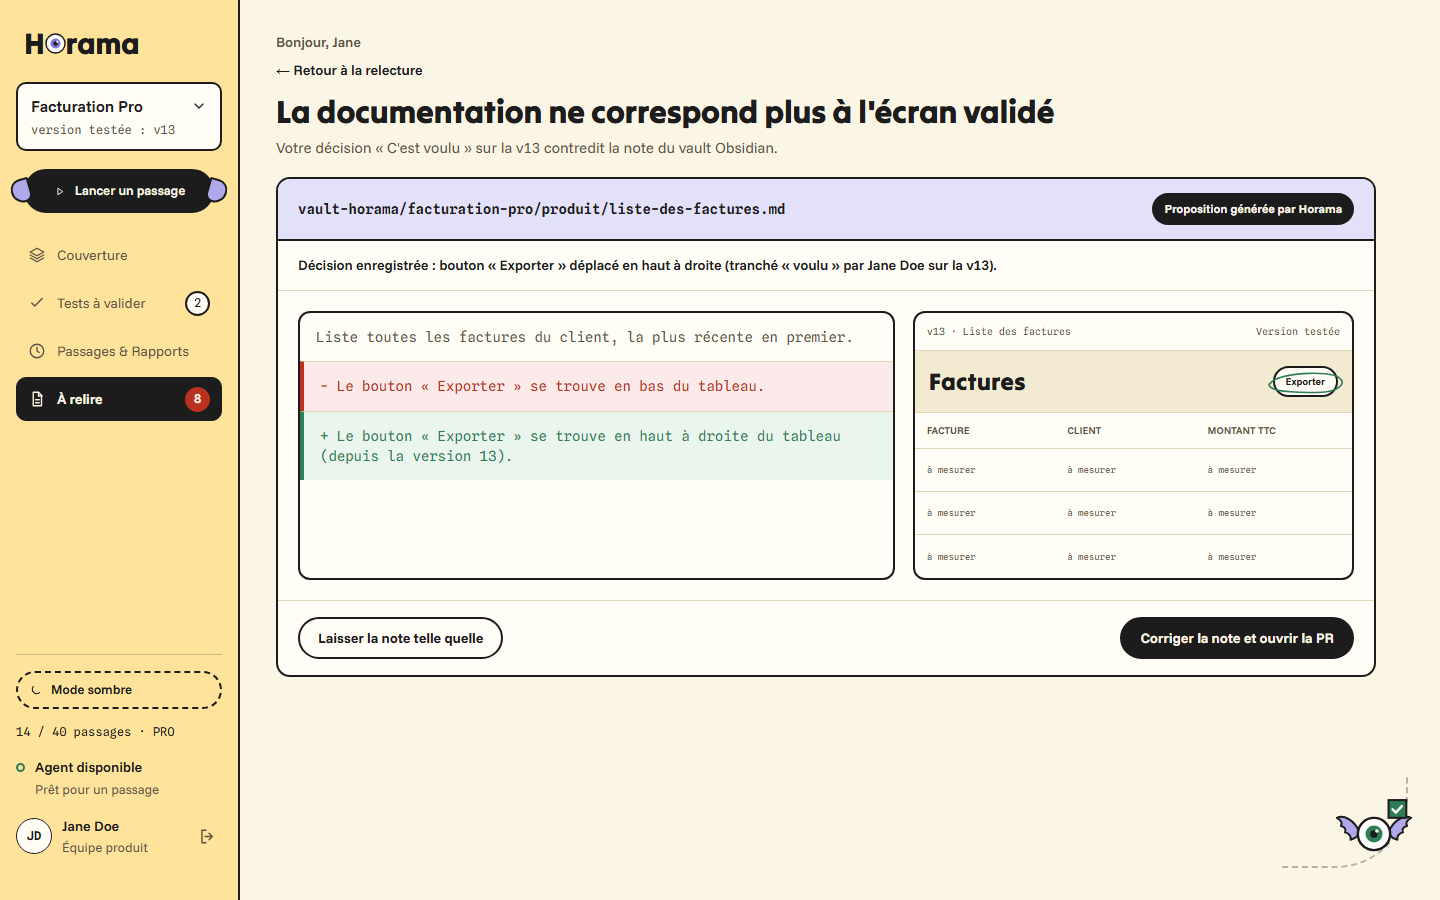 Horama
Facturation Pro
version testée : v13
Lancer un passage
Couverture
Tests à valider
2
Passages & Rapports
À relire
8
Mode sombre
14 / 40 passages · PRO
Agent disponible
Prêt pour un passage
JD
Jane Doe
Équipe produit
Bonjour, Jane
← Retour à la relecture
La documentation ne correspond plus à l'écran validé
Votre décision « C'est voulu » sur la v13 contredit la note du vault Obsidian.
vault-horama/facturation-pro/produit/liste-des-factures.md
Proposition générée par Horama
Décision enregistrée : bouton « Exporter » déplacé en haut à droite (tranché « voulu » par Jane Doe sur la v13).
Liste toutes les factures du client, la plus récente en premier.
- Le bouton « Exporter » se trouve en bas du tableau.
+ Le bouton « Exporter » se trouve en haut à droite du tableau
(depuis la version 13).
v13 · Liste des factures
Version testée
Factures
Exporter
FACTURE CLIENT MONTANT TTC
à mesurer à mesurer à mesurer
à mesurer à mesurer à mesurer
à mesurer à mesurer à mesurer
Laisser la note telle quelle
Corriger la note et ouvrir la PR